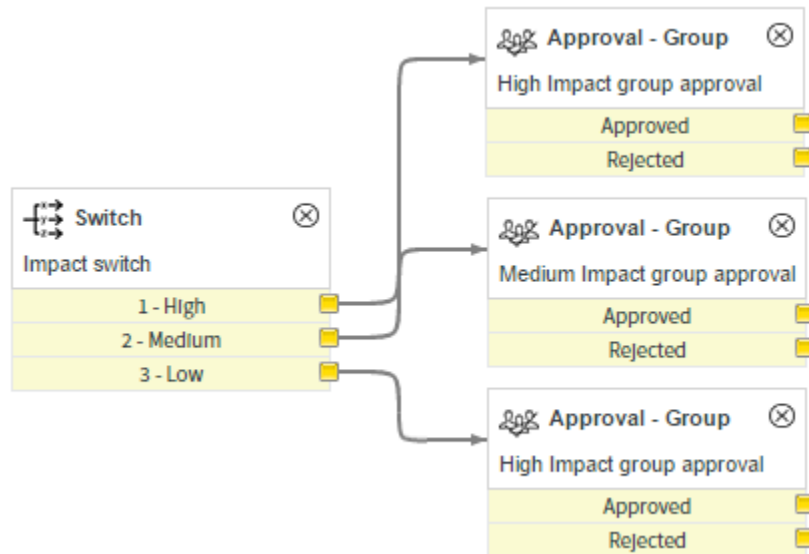 Approval - Group
High Impact group approval
Approved
Rejected
Switch
Impact switch
1 - High
2 - Medium
3 - Low
Approval - Group
Medium Impact group approval
Approved
Rejected
Approval - Group
High Impact group approval
Approved
Rejected